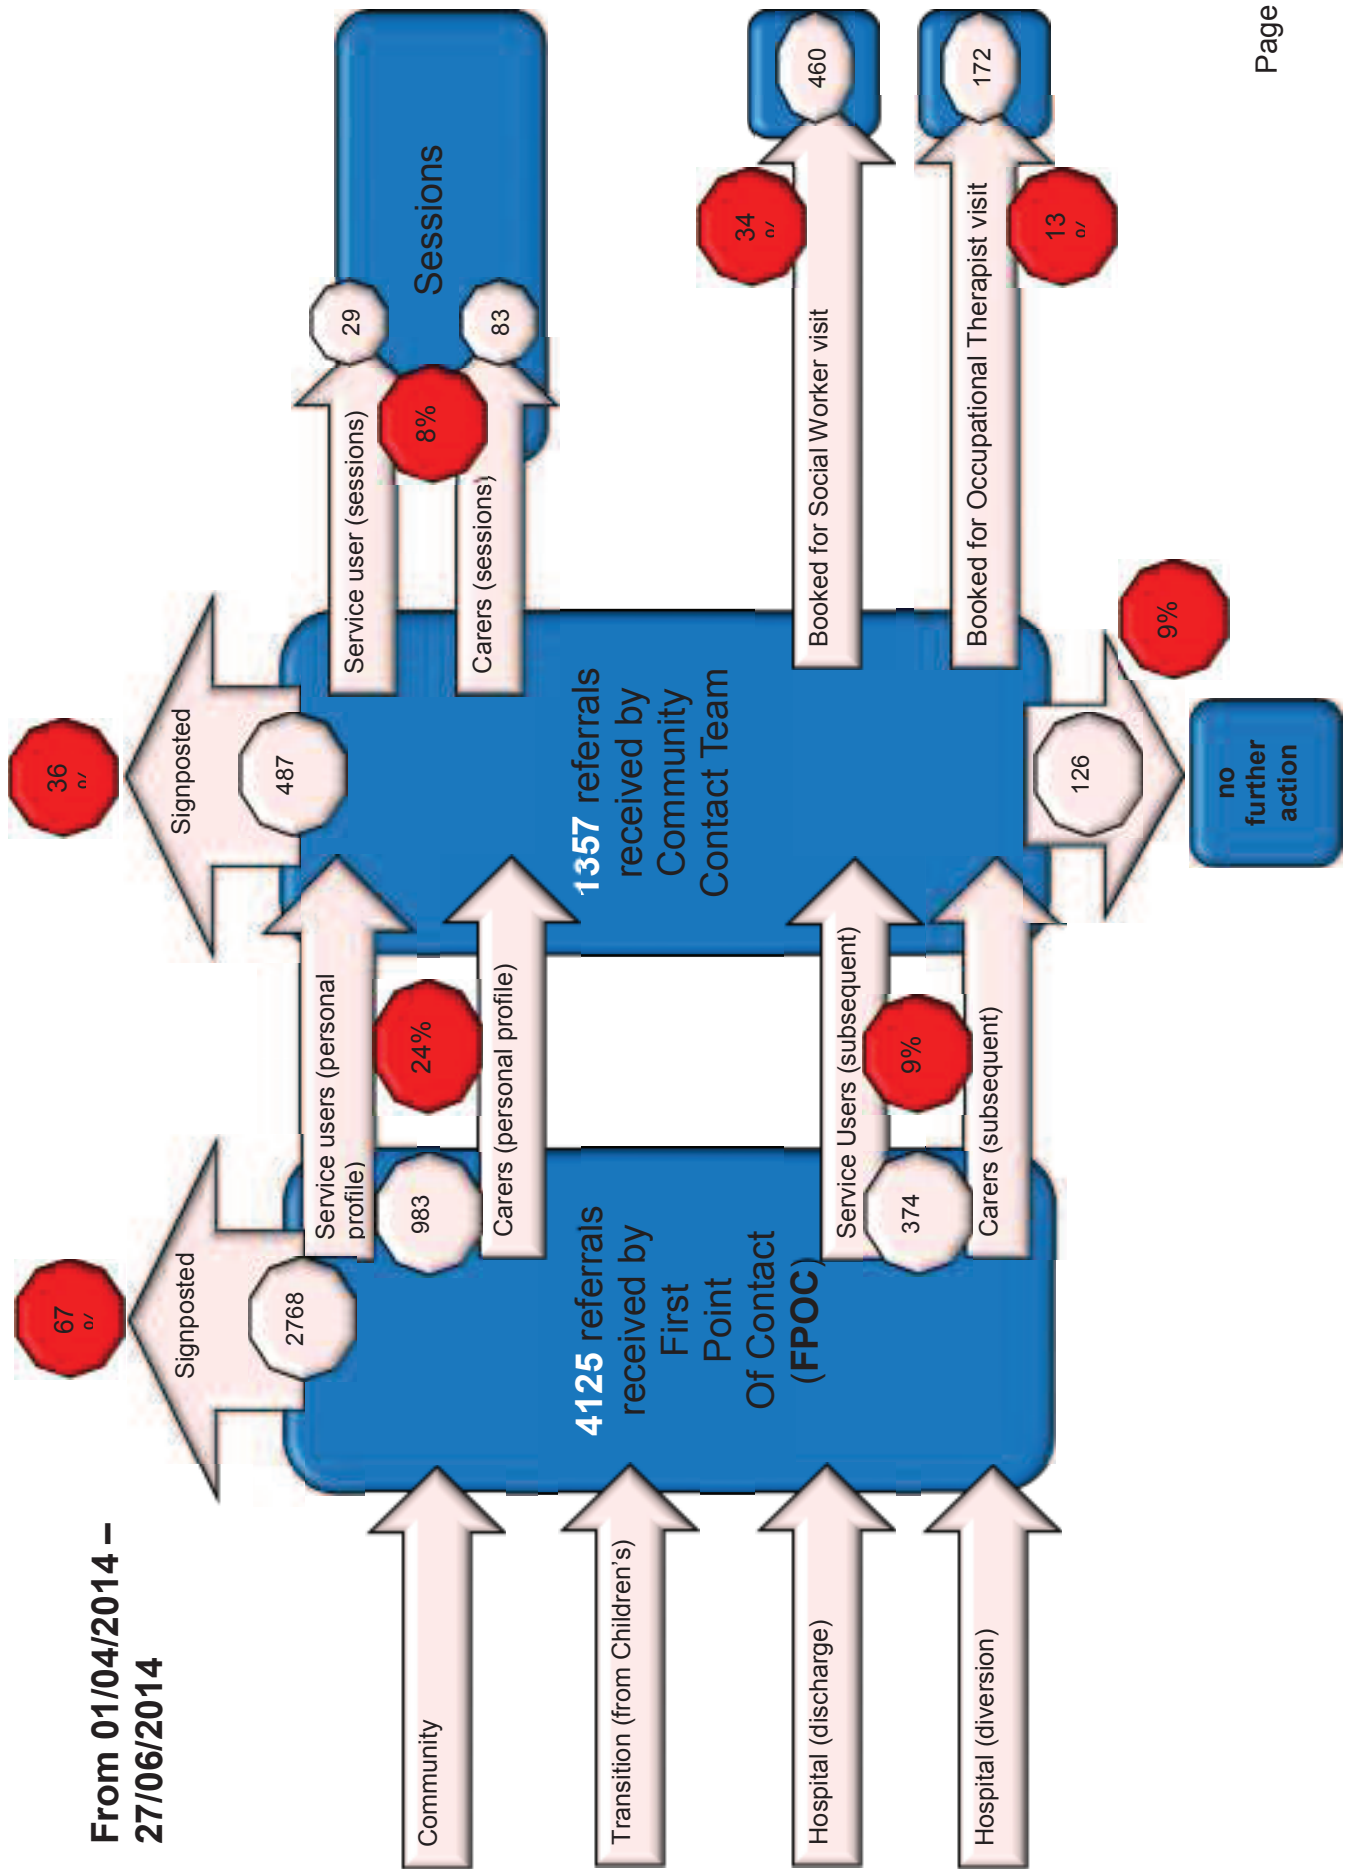 From 01/04/2014 –
27/06/2014
Community
Transition (from Children's)
Hospital (discharge)
Hospital (diversion)
67
Signposted
2768
4125 referrals
received by
First
Point
Of Contact
(FPOC)
Service users (personal
profile)
983
24%
Carers (personal profile)
Service Users (subsequent)
374
9%
Carers (subsequent)
36
Signposted
487
1357 referrals
received by
Community
Contact Team
126
9%
no
further
action
Service user (sessions)
29
8%
Carers (sessions)
83
Sessions
Booked for Social Worker visit
34
460
Booked for Occupational Therapist visit
13
172
Page